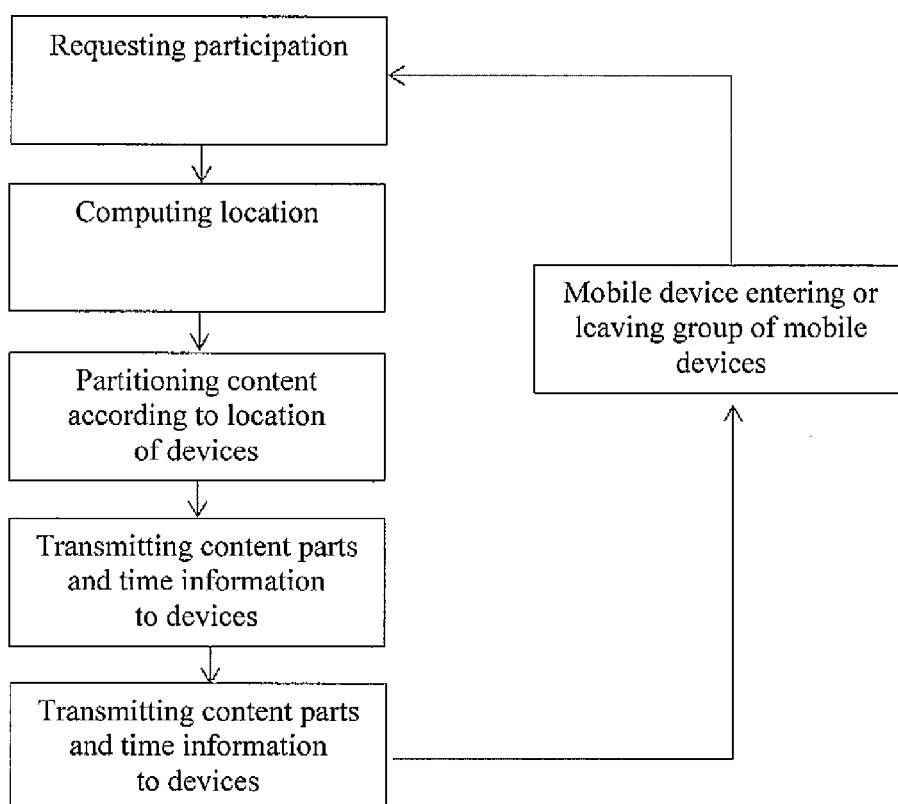 Requesting participation
Computing location
Partitioning content
according to location
of devices
Transmitting content parts
and time information
to devices
Transmitting content parts
and time information
to devices
Mobile device entering or
leaving group of mobile
devices